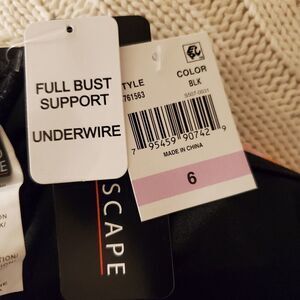 FULL BUST
SUPPORT
UNDERWIRE
STYLE
761563
COLOR
BLK
7 95459 90742 9
MADE IN CHINA
6
SCAPE